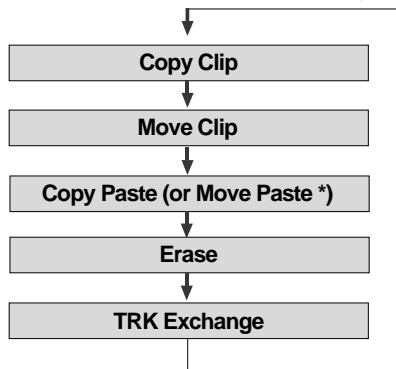 Copy Clip
Move Clip
Copy Paste (or Move Paste *)
Erase
TRK Exchange